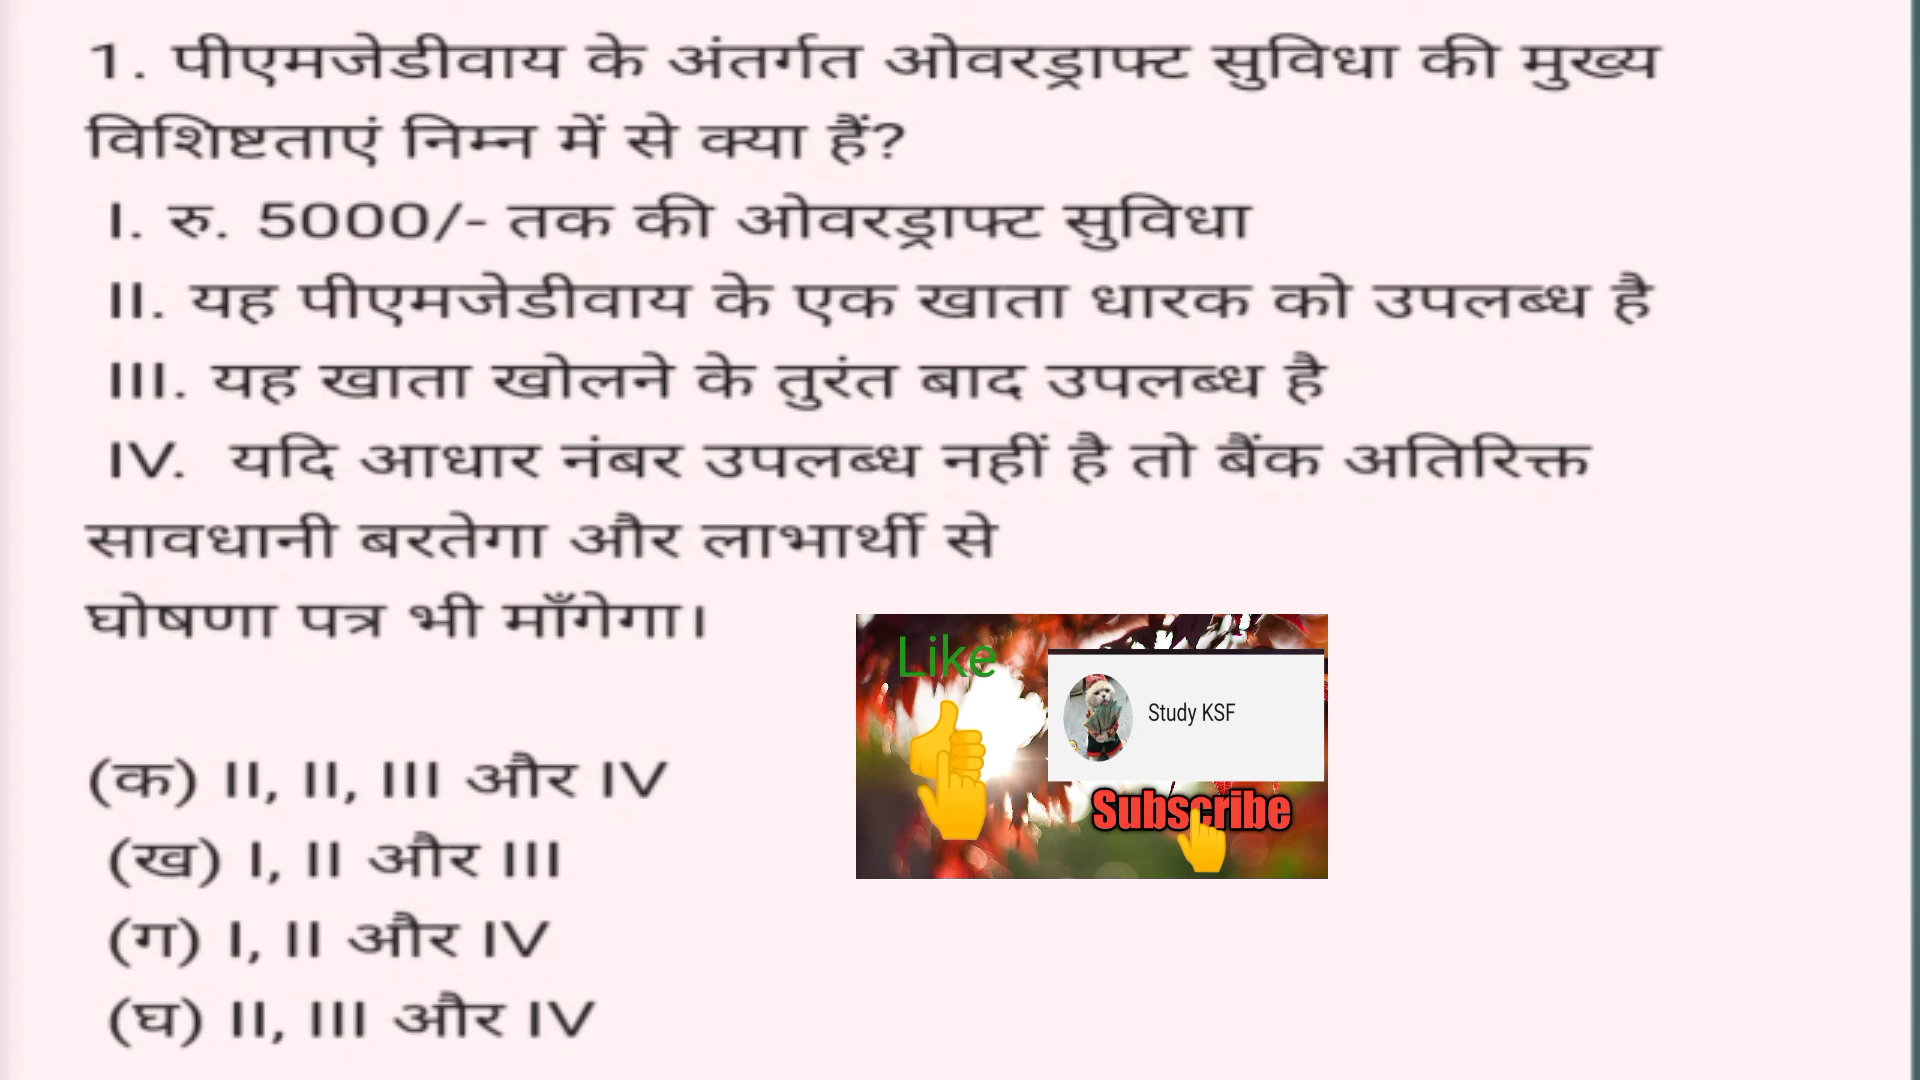 1. पीएमजेडीवाय के अंतर्गत ओवरड्राफ्ट सुविधा की मुख्य
विशिष्टताएं निम्न में से क्या हैं?
I. रु. 5000/- तक की ओवरड्राफ्ट सुविधा
II. यह पीएमजेडीवाय के एक खाता धारक को उपलब्ध है
III. यह खाता खोलने के तुरंत बाद उपलब्ध है
IV. यदि आधार नंबर उपलब्ध नहीं है तो बैंक अतिरिक्त
सावधानी बरतेगा और लाभार्थी से
घोषणा पत्र भी माँगेगा।
Like
Study KSF
Subscribe
(क) II, II, III और IV
(ख) I, II और III
(ग) I, II और IV
(घ) II, III और IV